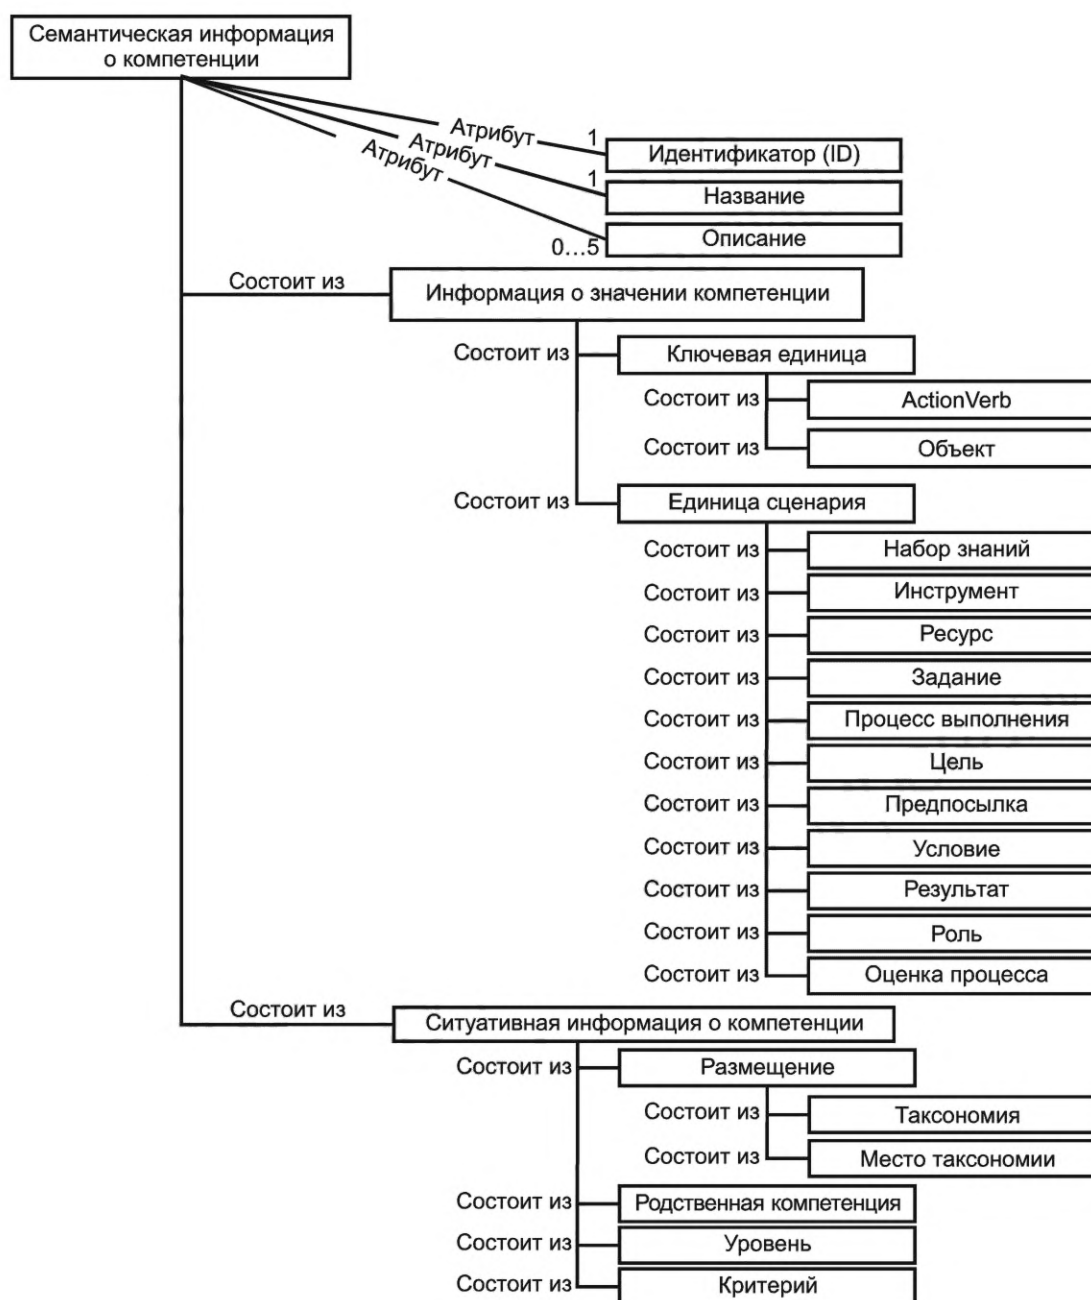 Семантическая информация
о компетенции
Атрибут 1
Идентификатор (ID)
Атрибут 1
Название
Атрибут 0...5
Описание
Состоит из Информация о значении компетенции
Состоит из Ключевая единица
Состоит из ActionVerb
Состоит из Объект
Состоит из Единица сценария
Состоит из Набор знаний
Состоит из Инструмент
Состоит из Ресурс
Состоит из Задание
Состоит из Процесс выполнения
Состоит из Цель
Состоит из Предпосылка
Состоит из Условие
Состоит из Результат
Состоит из Роль
Состоит из Оценка процесса
Состоит из Ситуативная информация о компетенции
Состоит из Размещение
Состоит из Таксономия
Состоит из Место таксономии
Состоит из Родственная компетенция
Состоит из Уровень
Состоит из Критерий